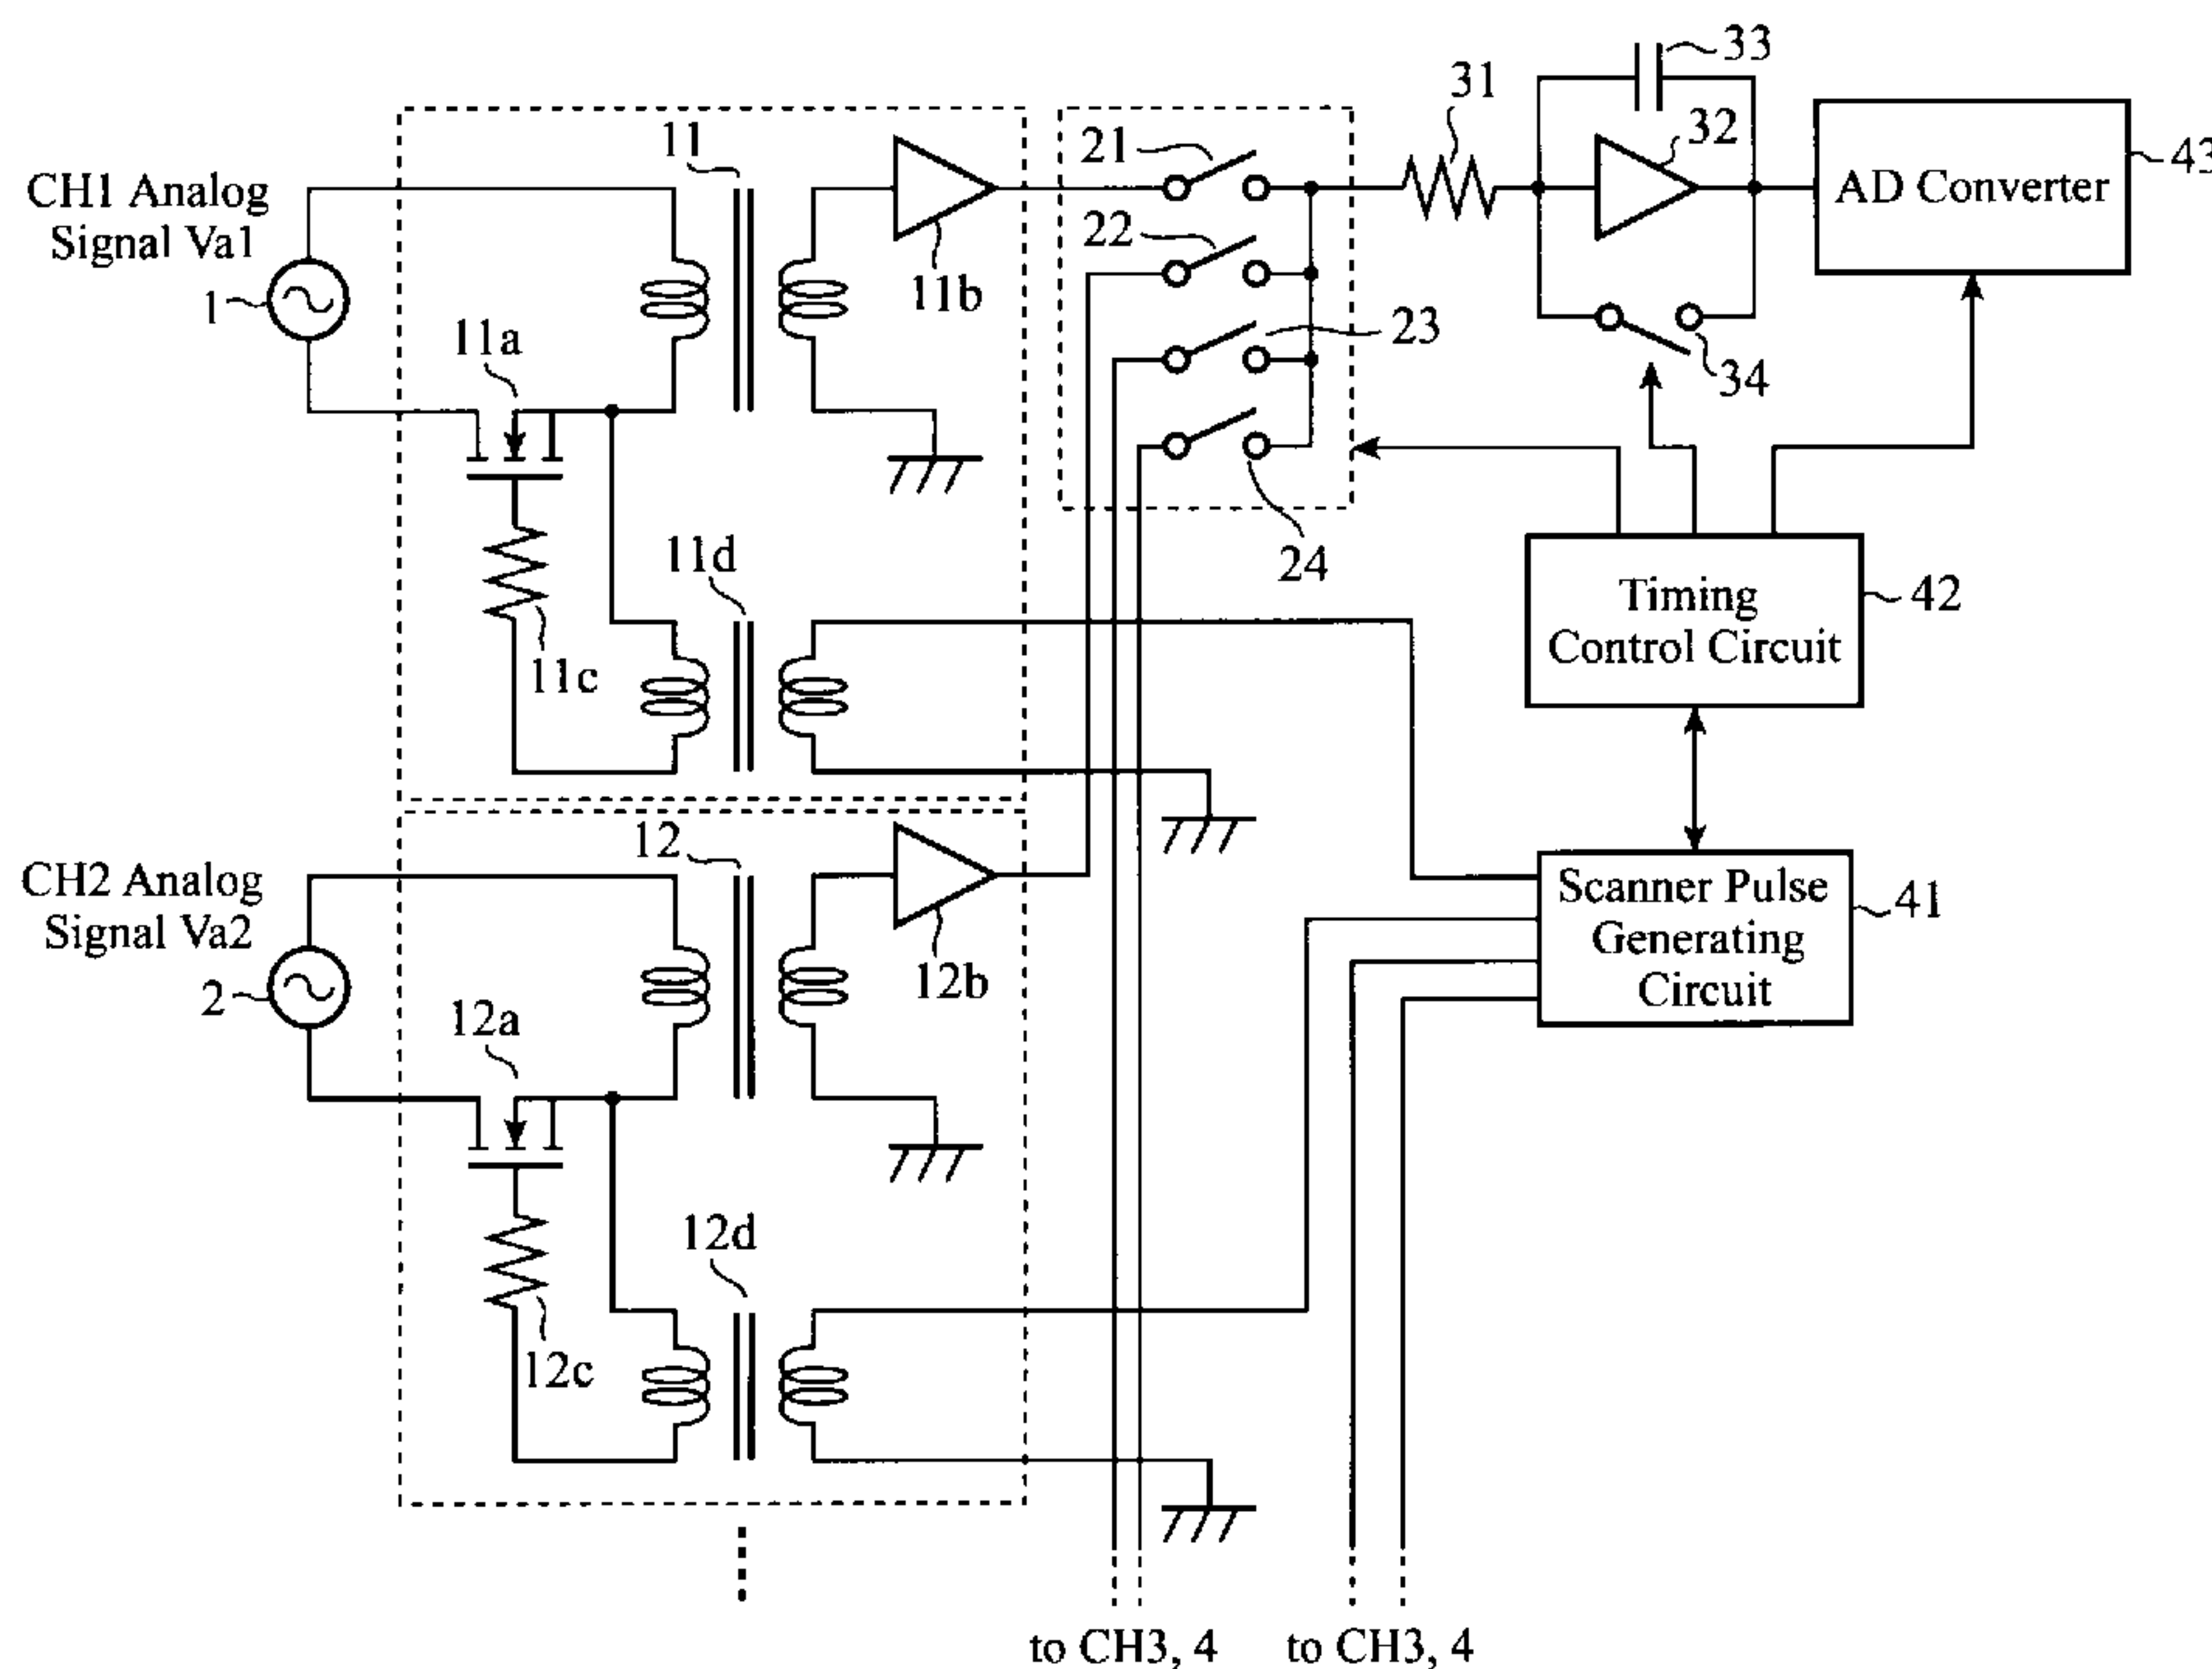 33
31
32
AD Converter
43
CH1 Analog
Signal Va1
1
11
11b
11a
11c
11d
21
22
23
24
34
Timing
Control Circuit
42
CH2 Analog
Signal Va2
2
12
12b
12a
12c
12d
Scanner Pulse
Generating
Circuit
41
to CH3, 4
to CH3, 4